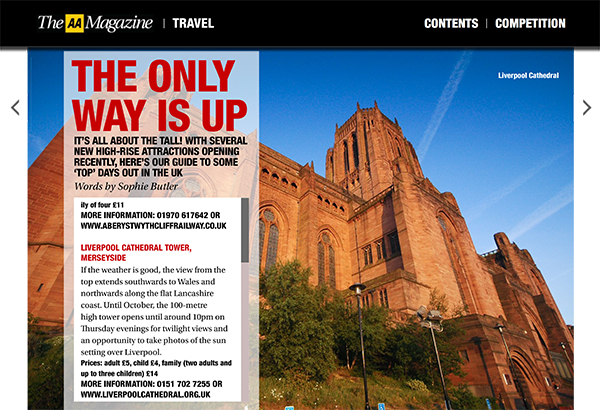 The AA Magazine | TRAVEL
CONTENTS | COMPETITION
Liverpool Cathedral
THE ONLY
WAY IS UP
IT'S ALL ABOUT THE TALL! WITH SEVERAL
NEW HIGH-RISE ATTRACTIONS OPENING
RECENTLY, HERE'S OUR GUIDE TO SOME
'TOP' DAYS OUT IN THE UK
Words by Sophie Butler
ily of four £11
MORE INFORMATION: 01970 617642 OR
WWW.ABERYSTWYTHCLIFFRAILWAY.CO.UK
LIVERPOOL CATHEDRAL TOWER,
MERSEYSIDE
If the weather is good, the view from the
top extends southwards to Wales and
northwards along the flat Lancashire
coast. Until October, the 100-metre
high tower opens until around 10pm on
Thursday evenings for twilight views and
an opportunity to take photos of the sun
setting over Liverpool.
Prices: adult £5, child £4, family (two adults and
up to three children) £14
MORE INFORMATION: 0151 702 7255 OR
WWW.LIVERPOOLCATHEDRAL.ORG.UK